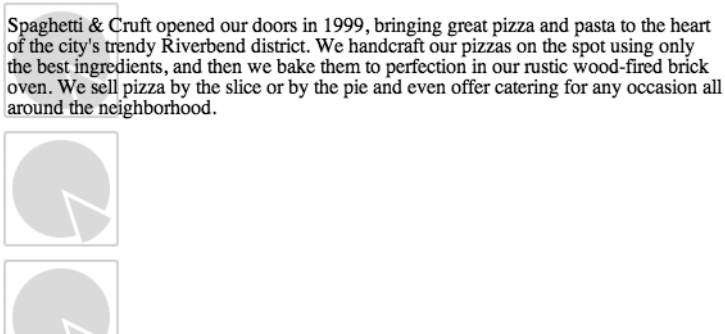 Spaghetti & Cruft opened our doors in 1999, bringing great pizza and pasta to the heart
of the city's trendy Riverbend district. We handcraft our pizzas on the spot using only
the best ingredients, and then we bake them to perfection in our rustic wood-fired brick
oven. We sell pizza by the slice or by the pie and even offer catering for any occasion all
around the neighborhood.